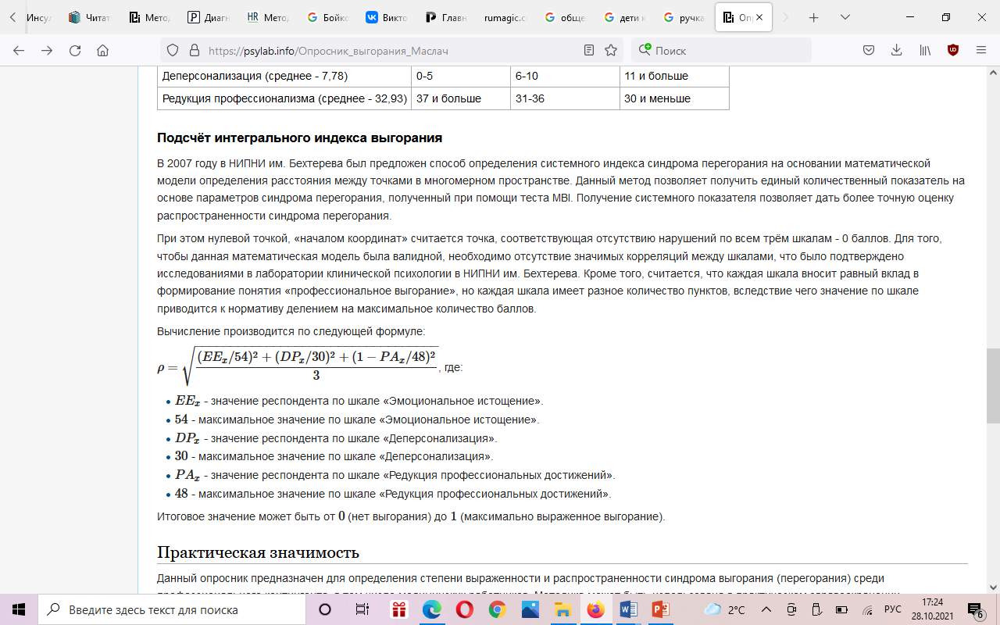 Инсул
Читат
Метод
Диагн
HR Метод
Бойко
Викто
Главн
rumagic.c
обще
дети к
ручка
Опр
https://psylab.info/Опросник_выгорания_Маслач
Поиск
Деперсонализация (среднее - 7,78) 0-5 6-10 11 и больше
Редукция профессионализма (среднее - 32,93) 37 и больше 31-36 30 и меньше
Подсчёт интегрального индекса выгорания
В 2007 году в НИПНИ им. Бехтерева был предложен способ определения системного индекса синдрома перегорания на основании математической
модели определения расстояния между точками в многомерном пространстве. Данный метод позволяет получить единый количественный показатель на
основе параметров синдрома перегорания, полученный при помощи теста MBI. Получение системного показателя позволяет дать более точную оценку
распространенности синдрома перегорания.
При этом нулевой точкой, «началом координат» считается точка, соответствующая отсутствию нарушений по всем трём шкалам - 0 баллов. Для того,
чтобы данная математическая модель была валидной, необходимо отсутствие значимых корреляций между шкалами, что было подтверждено
исследованиями в лаборатории клинической психологии в НИПНИ им. Бехтерева. Кроме того, считается, что каждая шкала вносит равный вклад в
формирование понятия «профессиональное выгорание», но каждая шкала имеет разное количество пунктов, вследствие чего значение по шкале
приводится к нормативу делением на максимальное количество баллов.
Вычисление производится по следующей формуле:
ρ = √((EEₓ/54)² + (DPₓ/30)² + (1 − PAₓ/48)²)/3, где:
• EEₓ - значение респондента по шкале «Эмоциональное истощение».
• 54 - максимальное значение по шкале «Эмоциональное истощение».
• DPₓ - значение респондента по шкале «Деперсонализация».
• 30 - максимальное значение по шкале «Деперсонализация».
• PAₓ - значение респондента по шкале «Редукция профессиональных достижений».
• 48 - максимальное значение по шкале «Редукция профессиональных достижений».
Итоговое значение может быть от 0 (нет выгорания) до 1 (максимально выраженное выгорание).
Практическая значимость
Данный опросник предназначен для определения степени выраженности и распространенности синдрома выгорания (перегорания) среди
Введите здесь текст для поиска
2°C
РУС
17:24
28.10.2021
6